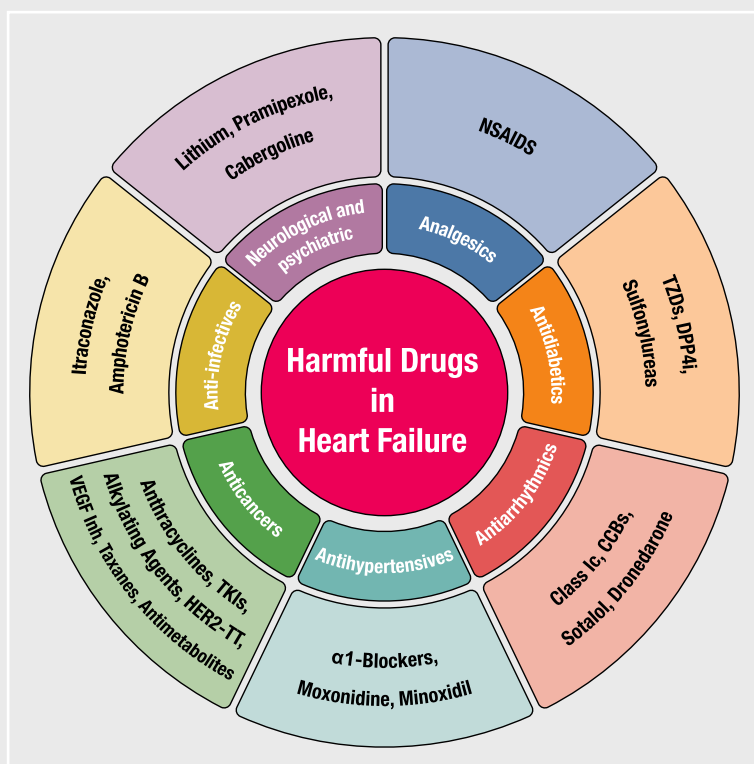 Harmful Drugs
in
Heart Failure
Analgesics
NSAIDS
Antidiabetics
TZDs, DPP4i,
Sulfonylureas
Antiarrhythmics
Class Ic, CCBs,
Sotalol, Dronedarone
Antihypertensives
α1-Blockers,
Moxonidine, Minoxidil
Anticancers
Anthracyclines, TKIs,
Alkylating Agents, HER2-TT,
VEGF Inh, Taxanes, Antimetabolites
Anti-infectives
Itraconazole,
Amphotericin B
Neurological and
psychiatric
Lithium, Pramipexole,
Cabergoline